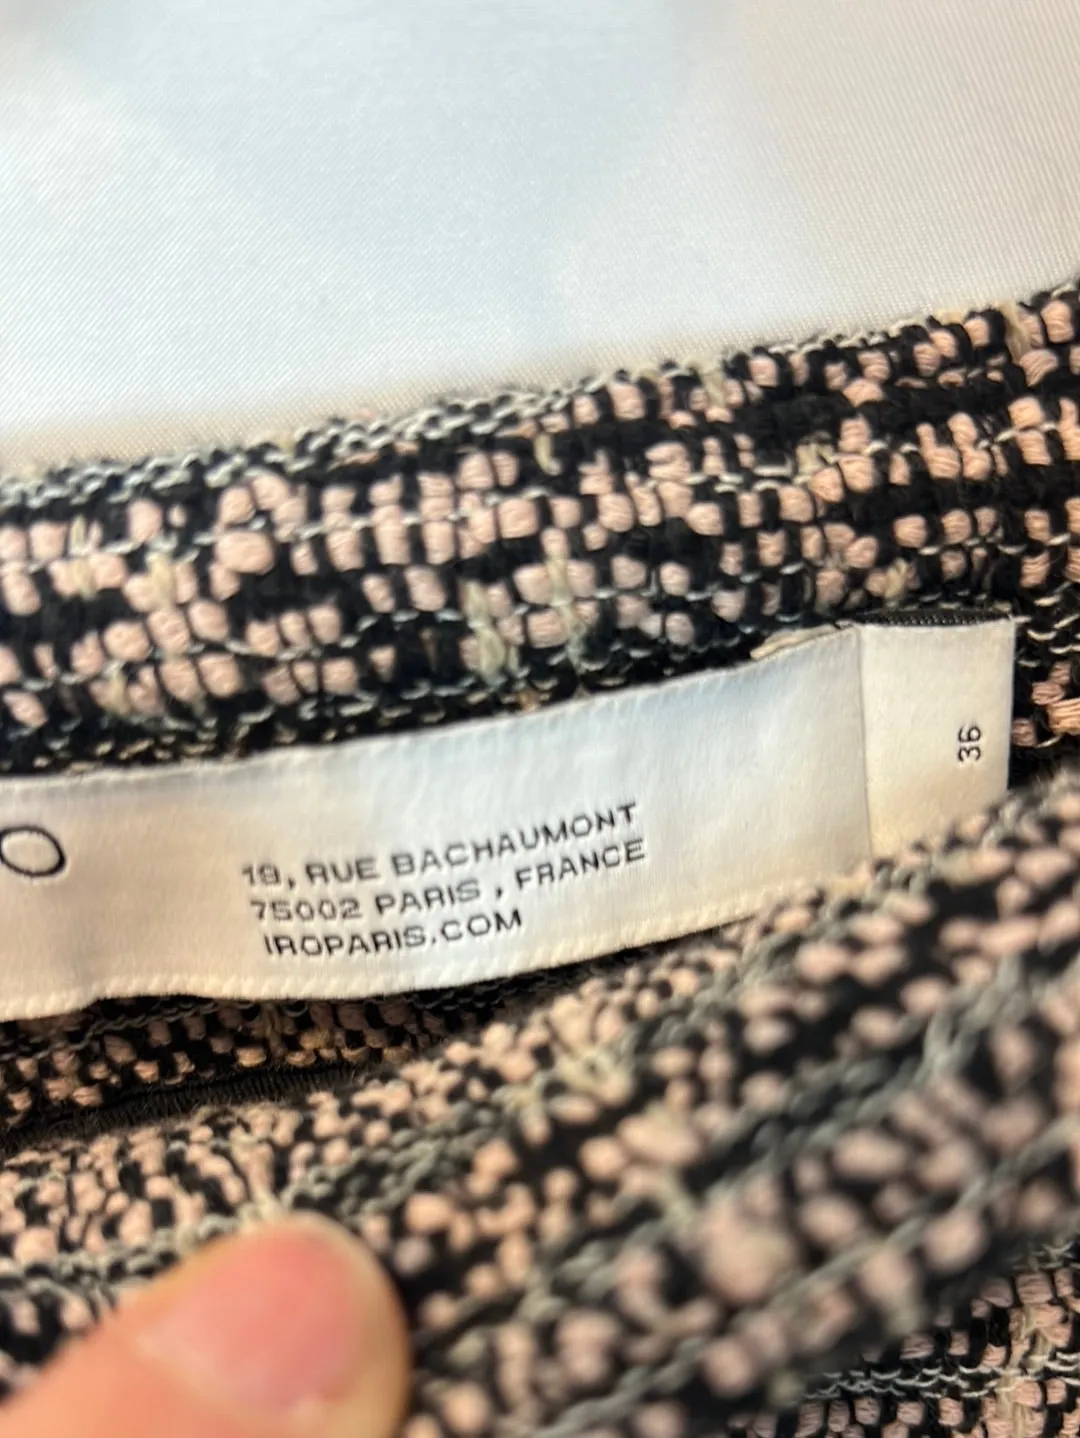 O
19, RUE BACHAUMONT
75002 PARIS , FRANCE
IROPARIS.COM
36